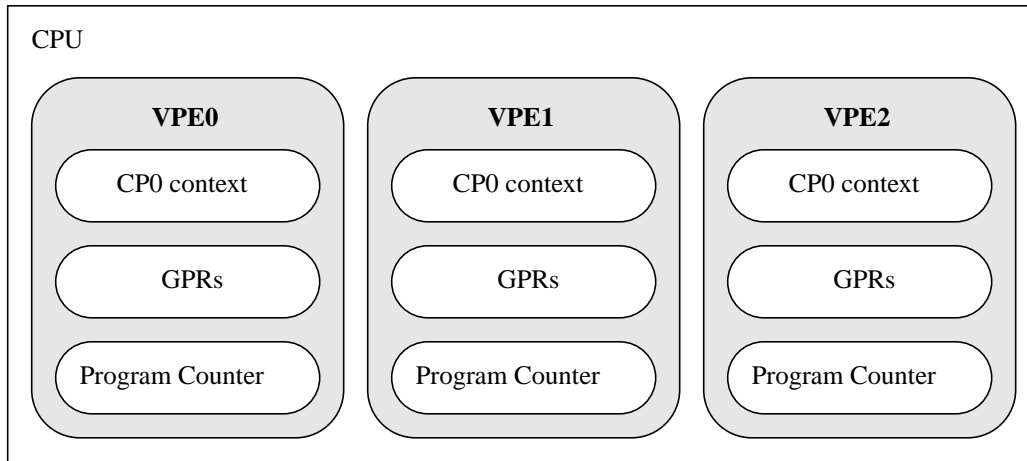 CPU
VPE0
CP0 context
GPRs
Program Counter
VPE1
CP0 context
GPRs
Program Counter
VPE2
CP0 context
GPRs
Program Counter